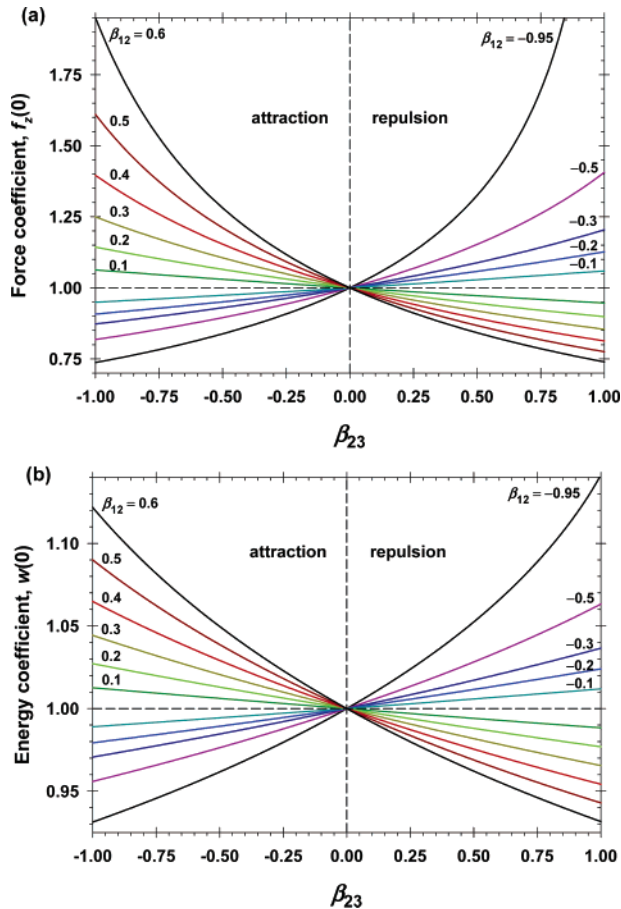 (a)
β12 = 0.6
β12 = −0.95
1.75
attraction
repulsion
0.5
0.4
0.3
0.2
0.1
−0.5
−0.3
−0.2
−0.1
1.50
1.25
1.00
0.75
Force coefficient, fz(0)
-1.00 -0.75 -0.50 -0.25 0.00 0.25 0.50 0.75 1.00
β23
(b)
β12 = 0.6
β12 = −0.95
attraction
repulsion
0.5
0.4
0.3
0.2
0.1
−0.5
−0.3
−0.2
−0.1
1.10
1.05
1.00
0.95
Energy coefficient, w(0)
-1.00 -0.75 -0.50 -0.25 0.00 0.25 0.50 0.75 1.00
β23